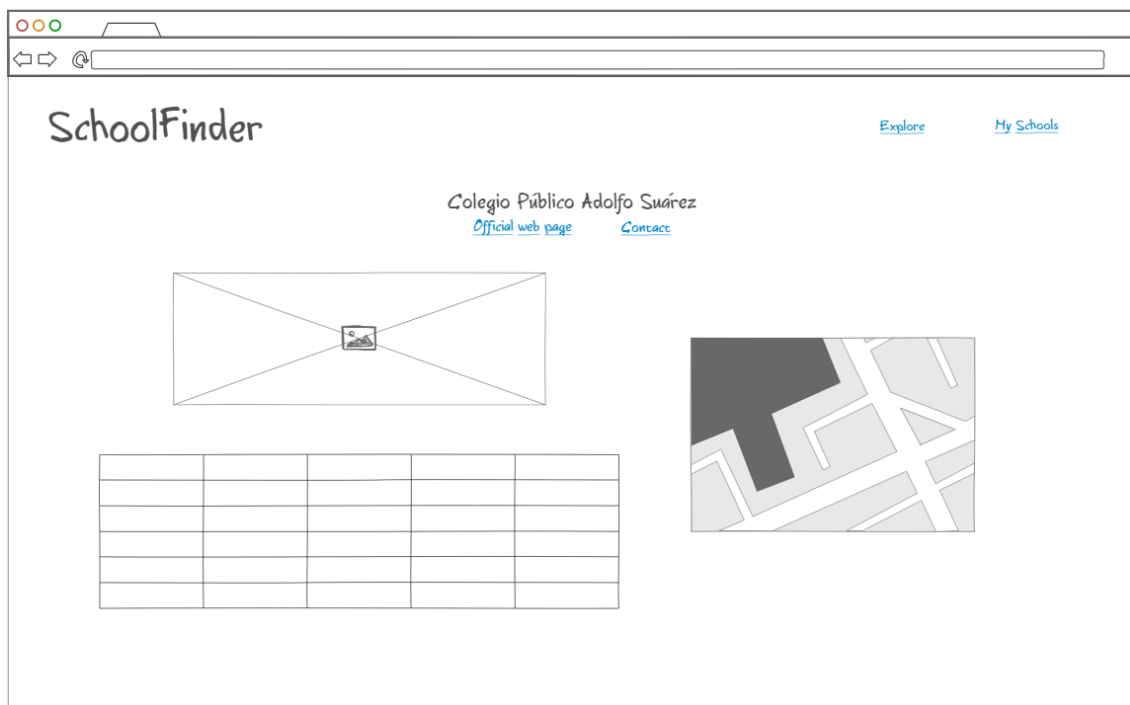 SchoolFinder
Explore
My Schools
Colegio Público Adolfo Suárez
Official web page
Contact